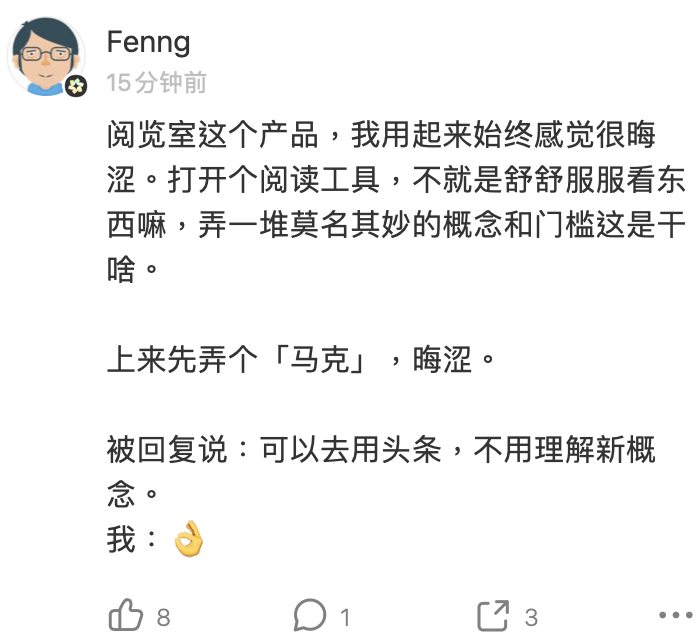 Fenng
15分钟前
阅览室这个产品，我用起来始终感觉很晦
涩。打开个阅读工具，不就是舒舒服服看东
西嘛，弄一堆莫名其妙的概念和门槛这是干
啥。
上来先弄个「马克」，晦涩。
被回复说：可以去用头条，不用理解新概
念。
我：👌
8 1 3